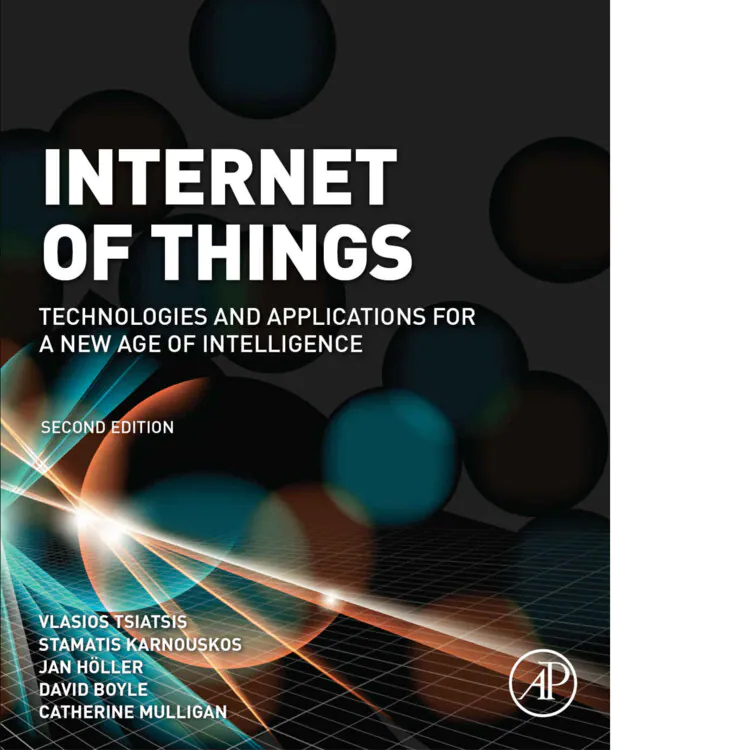 INTERNET
OF THINGS
TECHNOLOGIES AND APPLICATIONS FOR
A NEW AGE OF INTELLIGENCE
SECOND EDITION
VLASIOS TSIATSIS
STAMATIS KARNOUSKOS
JAN HÖLLER
DAVID BOYLE
CATHERINE MULLIGAN
AP